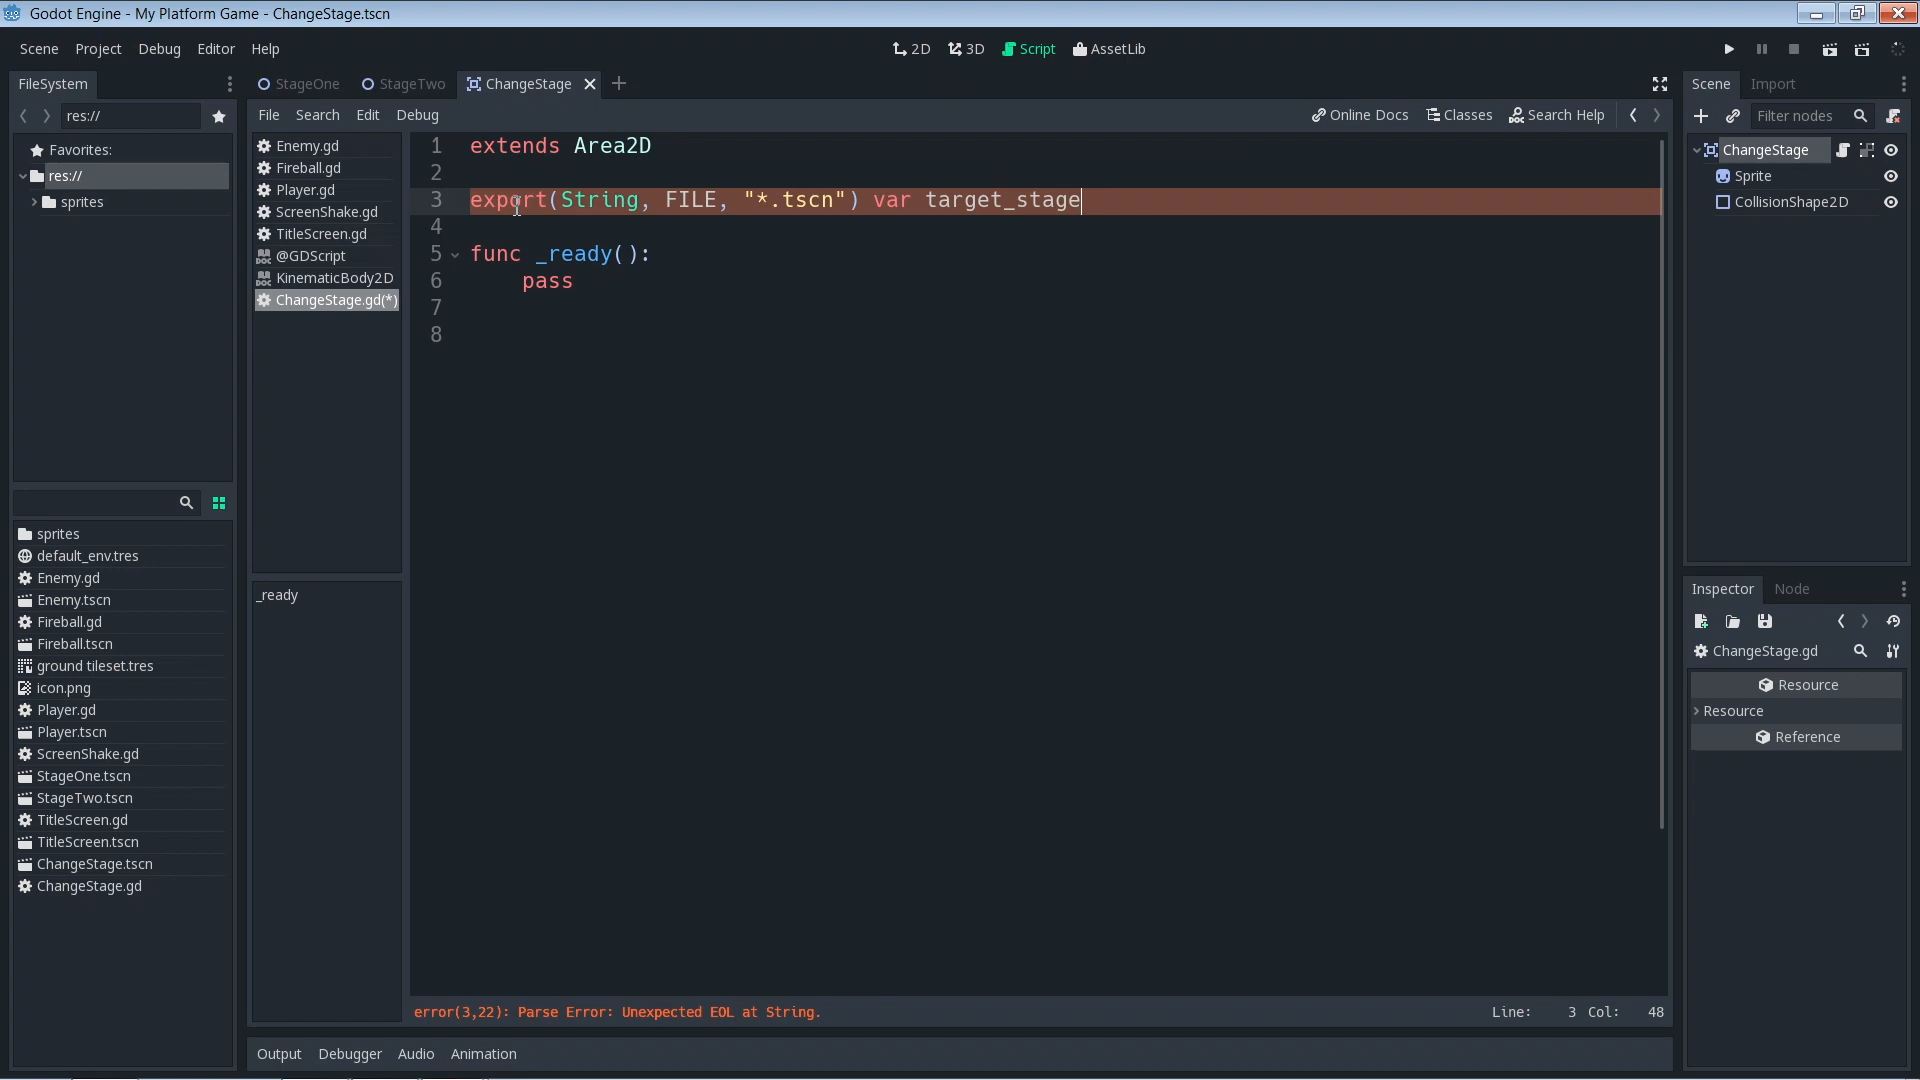 Godot Engine - My Platform Game - ChangeStage.tscn
Scene Project Debug Editor Help
2D 3D Script AssetLib
FileSystem
res://
Favorites:
res://
sprites
sprites
default_env.tres
Enemy.gd
Enemy.tscn
Fireball.gd
Fireball.tscn
ground tileset.tres
icon.png
Player.gd
Player.tscn
ScreenShake.gd
StageOne.tscn
StageTwo.tscn
TitleScreen.gd
TitleScreen.tscn
ChangeStage.tscn
ChangeStage.gd
StageOne StageTwo ChangeStage
File Search Edit Debug
Online Docs Classes Search Help
Enemy.gd
Fireball.gd
Player.gd
ScreenShake.gd
TitleScreen.gd
@GDScript
KinematicBody2D
ChangeStage.gd(*)
_ready
1 extends Area2D
2
3 export(String, FILE, "*.tscn") var target_stage
4
5 func _ready():
6 pass
7
8
error(3,22): Parse Error: Unexpected EOL at String.
Line: 3 Col: 48
Output Debugger Audio Animation
Scene Import
Filter nodes
ChangeStage
Sprite
CollisionShape2D
Inspector Node
ChangeStage.gd
Resource
Resource
Reference